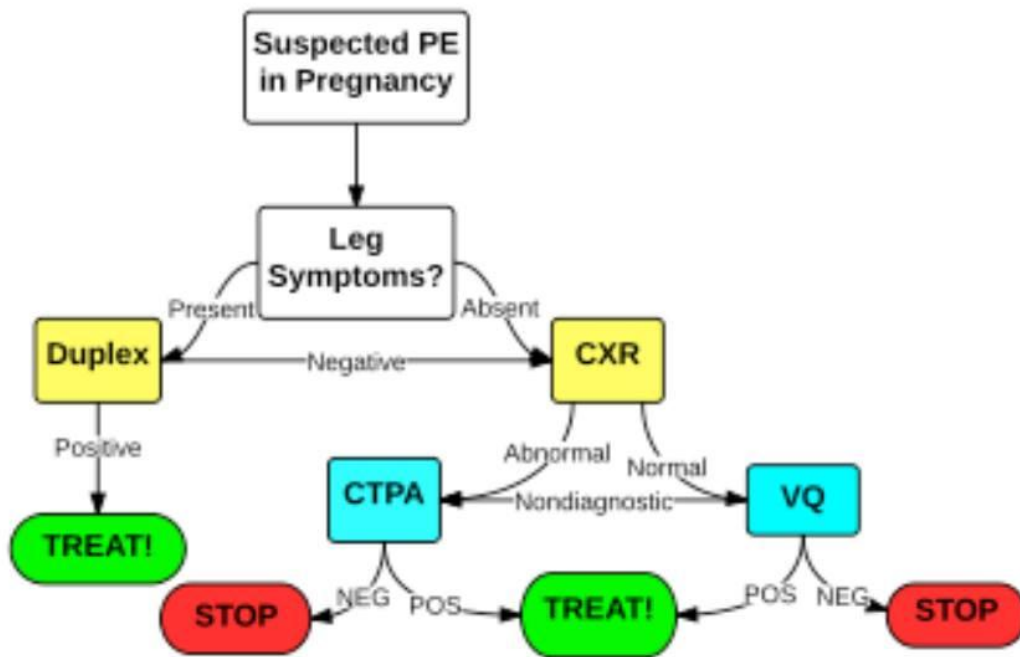 Suspected PE
in Pregnancy
Leg
Symptoms?
Present
Absent
Duplex
Negative
CXR
Positive
Abnormal
Normal
CTPA
Nondiagnostic
VQ
TREAT!
NEG
POS
POS
NEG
STOP
TREAT!
STOP